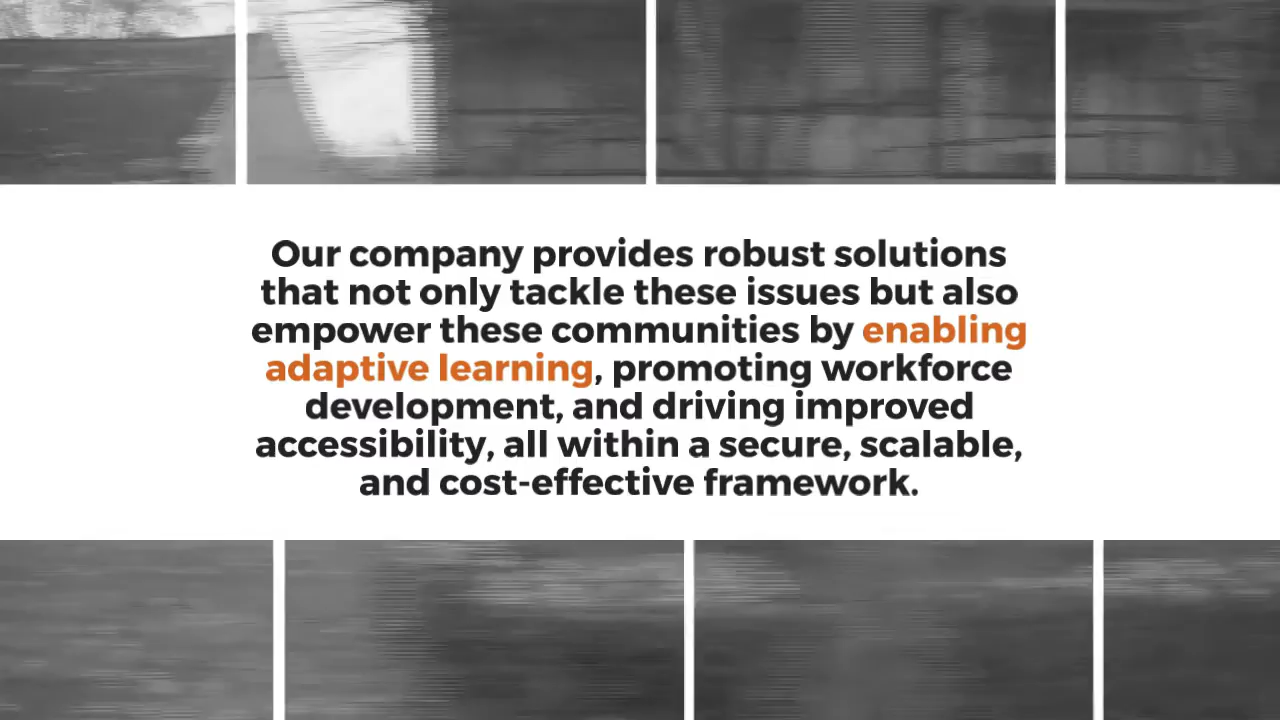 Our company provides robust solutions
that not only tackle these issues but also
empower these communities by enabling
adaptive learning, promoting workforce
development, and driving improved
accessibility, all within a secure, scalable,
and cost-effective framework.